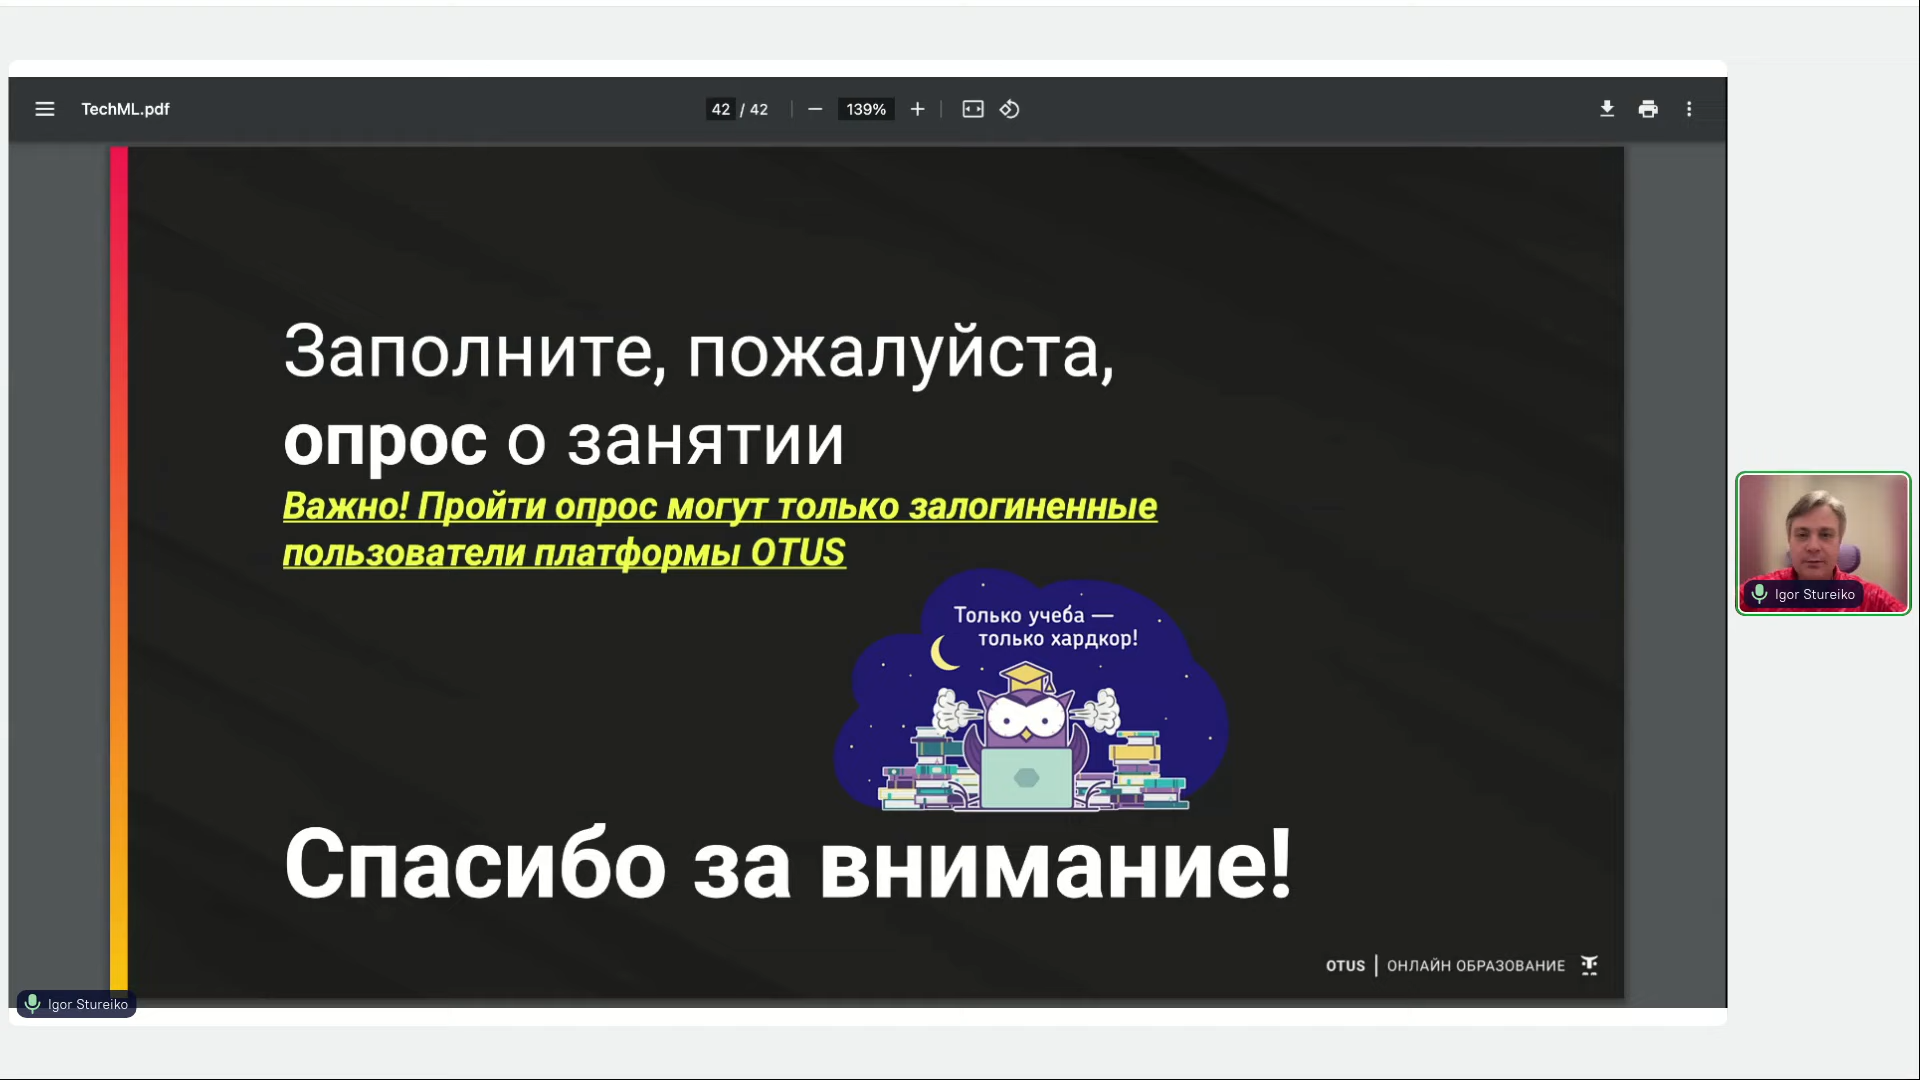 TechML.pdf
42 / 42
139%
Заполните, пожалуйста,
опрос о занятии
Важно! Пройти опрос могут только залогиненные
пользователи платформы OTUS
Только учеба —
только хардкор!
Спасибо за внимание!
OTUS | ОНЛАЙН ОБРАЗОВАНИЕ
Igor Stureiko
Igor Stureiko